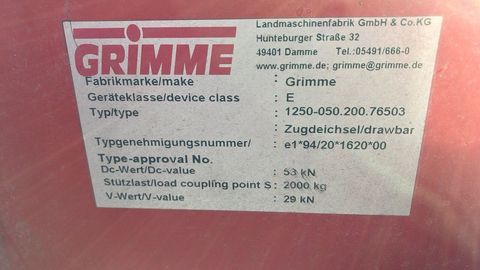 GRIMME
Landmaschinenfabrik GmbH & Co.KG
Hunteburger Straße 32
49401 Damme Tel.:05491/666-0
www.grimme.de; grimme@grimme.de
Fabrikmarke/make : Grimme
Geräteklasse/device class : E
Typ/type : 1250-050.200.76503
: Zugdeichsel/drawbar
Typgenehmigungsnummer/ : e1*94/20*1620*00
Type-approval No.
Dc-Wert/Dc-value : 53 kN
Stützlast/load coupling point S : 2000 kg
V-Wert/V-value : 29 kN